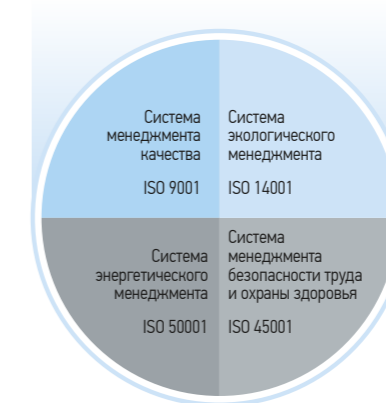 Система
менеджмента
качества
ISO 9001
Система
экологического
менеджмента
ISO 14001
Система
энергетического
менеджмента
ISO 50001
Система
менеджмента
безопасности труда
и охраны здоровья
ISO 45001